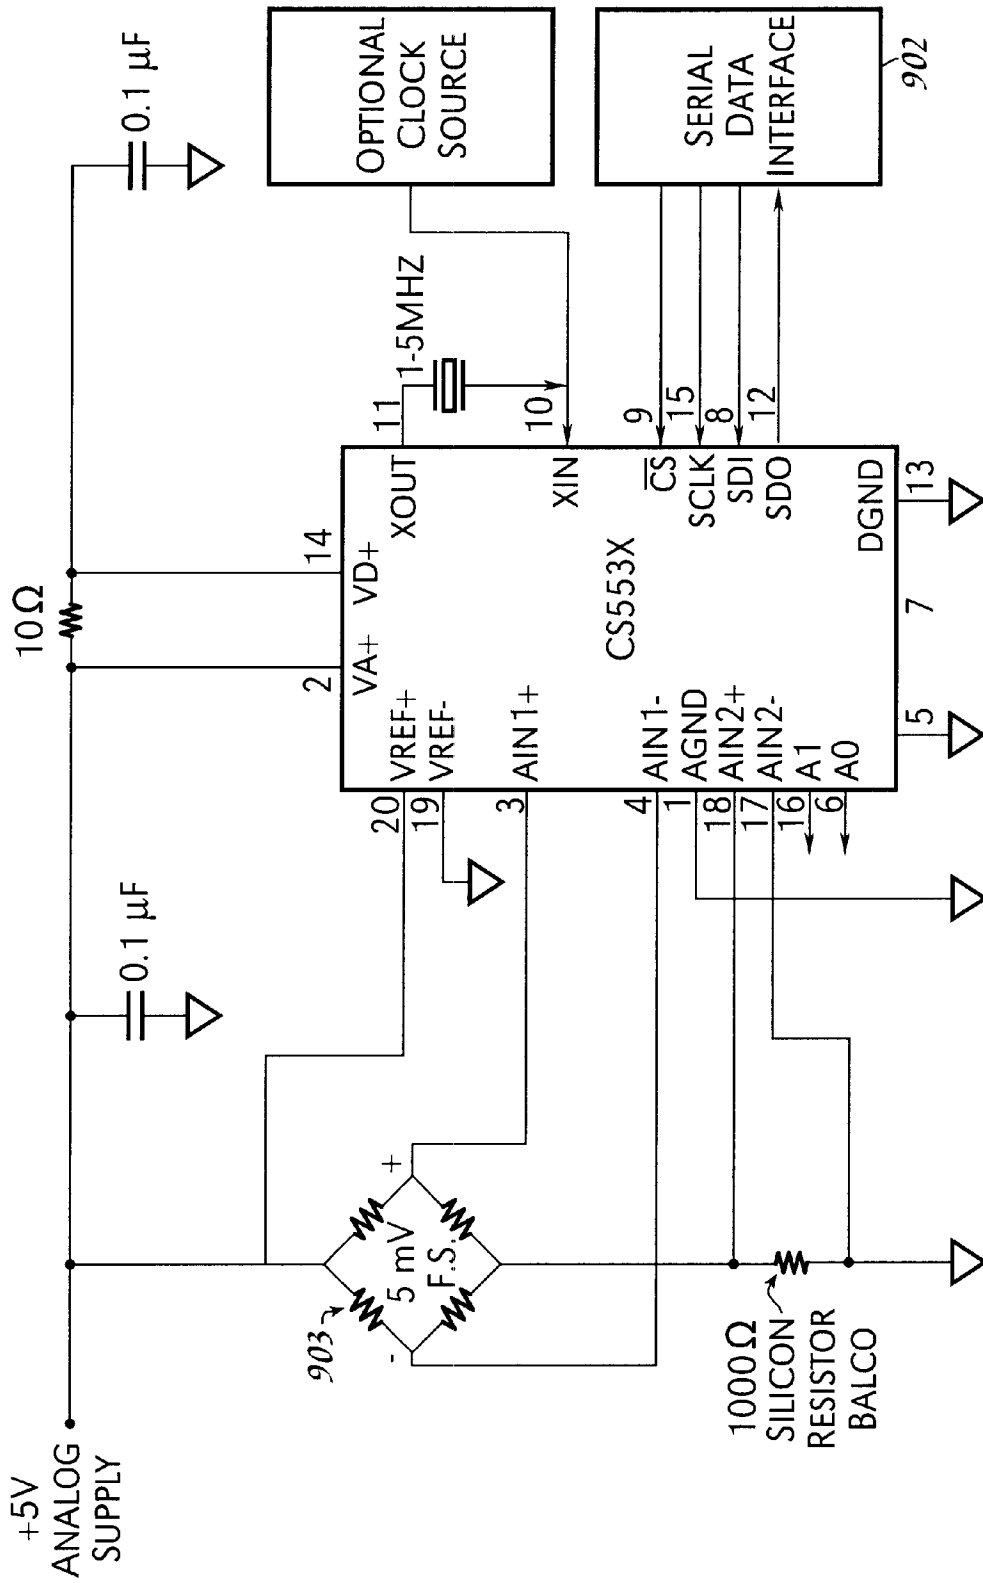 +5V
ANALOG
SUPPLY
0.1 µF
10Ω
0.1 µF
2
14
VA+
VD+
20
VREF+
19
VREF-
3
AIN1+
4
AIN1-
1
AGND
18
AIN2+
17
AIN2-
16
A1
6
A0
CS553X
XOUT
11
1-5MHZ
XIN
10
CS
9
SCLK
15
SDI
8
SDO
12
DGND
5
7
13
903
-
+
5 mV
F.S.
1000Ω
SILICON
RESISTOR
BALCO
OPTIONAL
CLOCK
SOURCE
SERIAL
DATA
INTERFACE
902